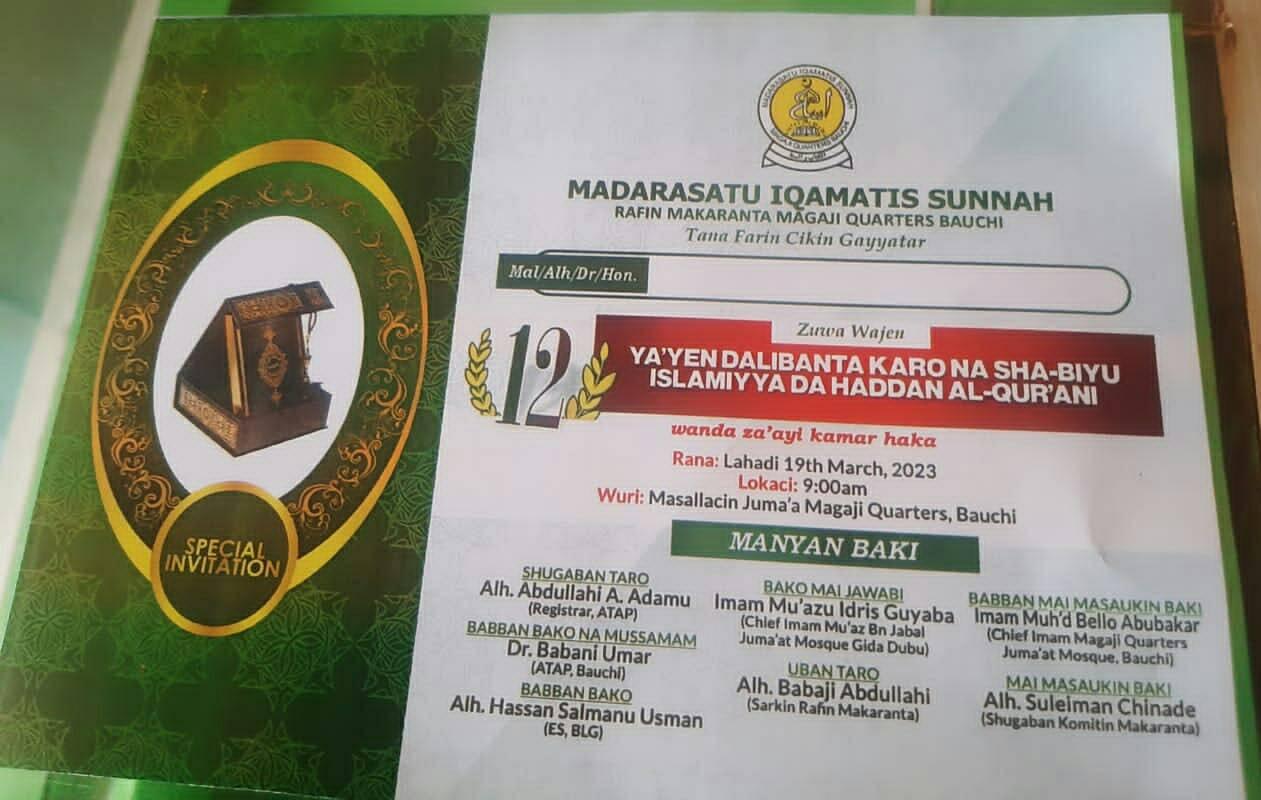 SPECIAL
INVITATION
MADARASATU IQAMATIS SUNNAH
MAGAJI QUARTERS BAUCHI
MADARASATU IQAMATIS SUNNAH
RAFIN MAKARANTA MAGAJI QUARTERS BAUCHI
Tana Farin Cikin Gayyatar
Mal/Alh/Dr/Hon.
Zuwa Wajen
12
YA'YEN DALIBANTA KARO NA SHA-BIYU
ISLAMIYYA DA HADDAN AL-QUR'ANI
wanda za'ayi kamar haka
Rana: Lahadi 19th March, 2023
Lokaci: 9:00am
Wuri: Masallacin Juma'a Magaji Quarters, Bauchi
MANYAN BAKI
SHUGABAN TARO
Alh. Abdullahi A. Adamu
(Registrar, ATAP)
BABBAN BAKO NA MUSSAMAM
Dr. Babani Umar
(ATAP, Bauchi)
BABBAN BAKO
Alh. Hassan Salmanu Usman
(ES, BLG)
BAKO MAI JAWABI
Imam Mu'azu Idris Guyaba
(Chief Imam Mu'az Bn Jabal
Juma'at Mosque Gida Dubu)
UBAN TARO
Alh. Babaji Abdullahi
(Sarkin Rafin Makaranta)
BABBAN MAI MASAUKIN BAKI
Imam Muh'd Bello Abubakar
(Chief Imam Magaji Quarters
Juma'at Mosque, Bauchi)
MAI MASAUKIN BAKI
Alh. Suleiman Chinade
(Shugaban Komitin Makaranta)